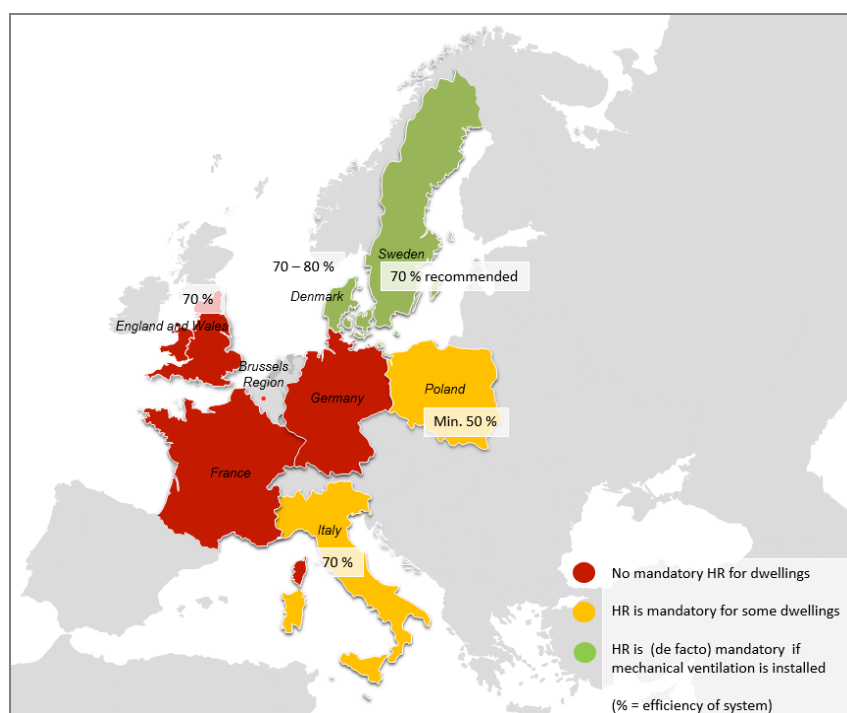 70 – 80 %
Sweden
70 % recommended
Denmark
70 %
England and Wales
Brussels
Region
Germany
Poland
Min. 50 %
France
Italy
70 %
No mandatory HR for dwellings
HR is mandatory for some dwellings
HR is (de facto) mandatory if
mechanical ventilation is installed
(% = efficiency of system)